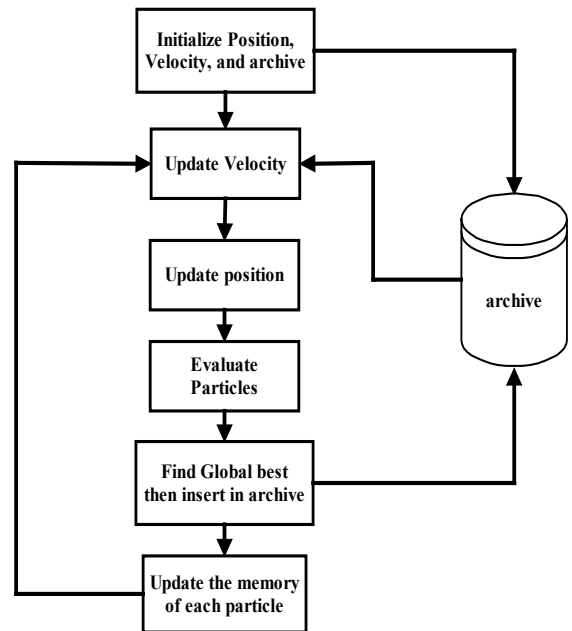 Initialize Position,
Velocity, and archive
Update Velocity
Update position
archive
Evaluate
Particles
Find Global best
then insert in archive
Update the memory
of each particle